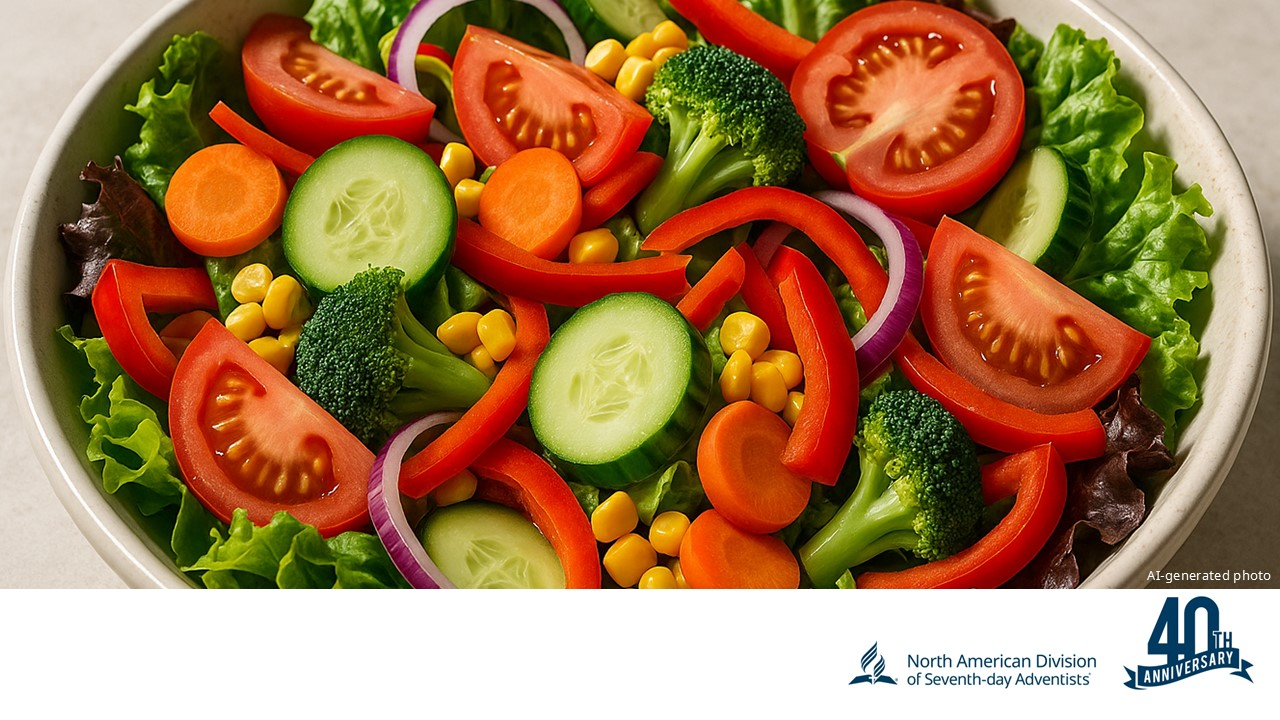 AI-generated photo
North American Division
of Seventh-day Adventists
40TH
ANNIVERSARY